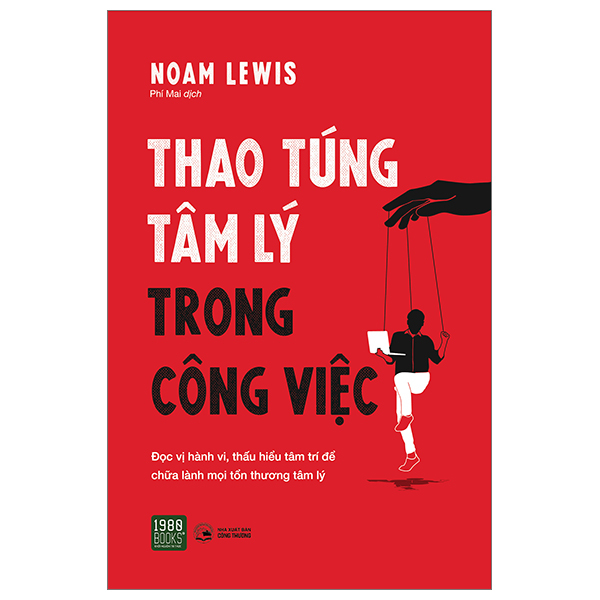 NOAM LEWIS
Phí Mai dịch
THAO TÚNG
TÂM LÝ
TRONG
CÔNG VIỆC
Đọc vị hành vi, thấu hiểu tâm trí để
chữa lành mọi tổn thương tâm lý
1980
BOOKS
NHÀ XUẤT BẢN
CÔNG THƯƠNG